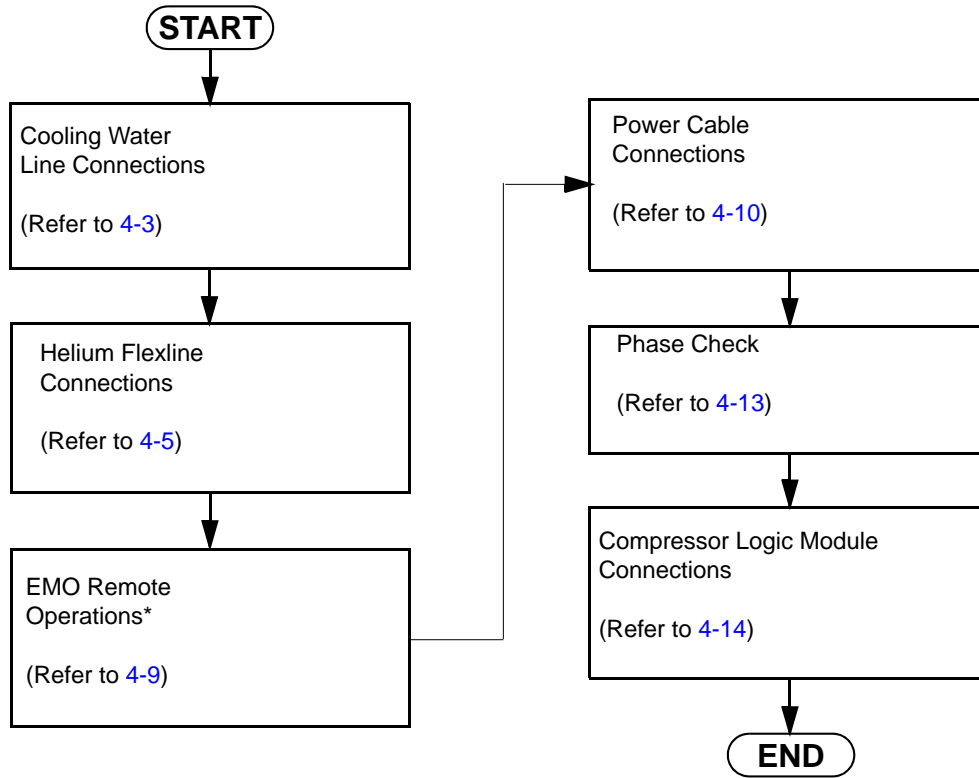 START
Cooling Water
Line Connections
(Refer to 4-3)
Helium Flexline
Connections
(Refer to 4-5)
EMO Remote
Operations*
(Refer to 4-9)
Power Cable
Connections
(Refer to 4-10)
Phase Check
(Refer to 4-13)
Compressor Logic Module
Connections
(Refer to 4-14)
END